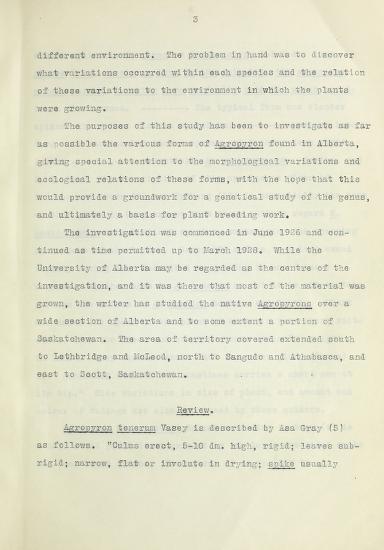 3
different environment. The problem in hand was to discover
what variations occurred within each species and the relation
of these variations to the environment in which the plants
were growing.
The purposes of this study has been to investigate as far
as possible the various forms of Agropyron found in Alberta,
giving special attention to the morphological variations and
ecological relations of these forms, with the hope that this
would provide a groundwork for a genetical study of the genus,
and ultimately a basis for plant breeding work.
The investigation was commenced in June 1926 and con-
tinued as time permitted up to March 1928. While the
University of Alberta may be regarded as the centre of the
investigation, and it was there that most of the material was
grown, the writer has studied the native Agropyrons over a
wide section of Alberta and to some extent a portion of
Saskatchewan. The area of territory covered extended south
to Lethbridge and McLeod, north to Sangudo and Athabasca, and
east to Scott, Saskatchewan.
Review.
Agropyron tenerum Vasey is described by Asa Gray (5)
as follows. "Culms erect, 5-10 dm. high, rigid; leaves sub-
rigid; narrow, flat or involute in drying; spike usually